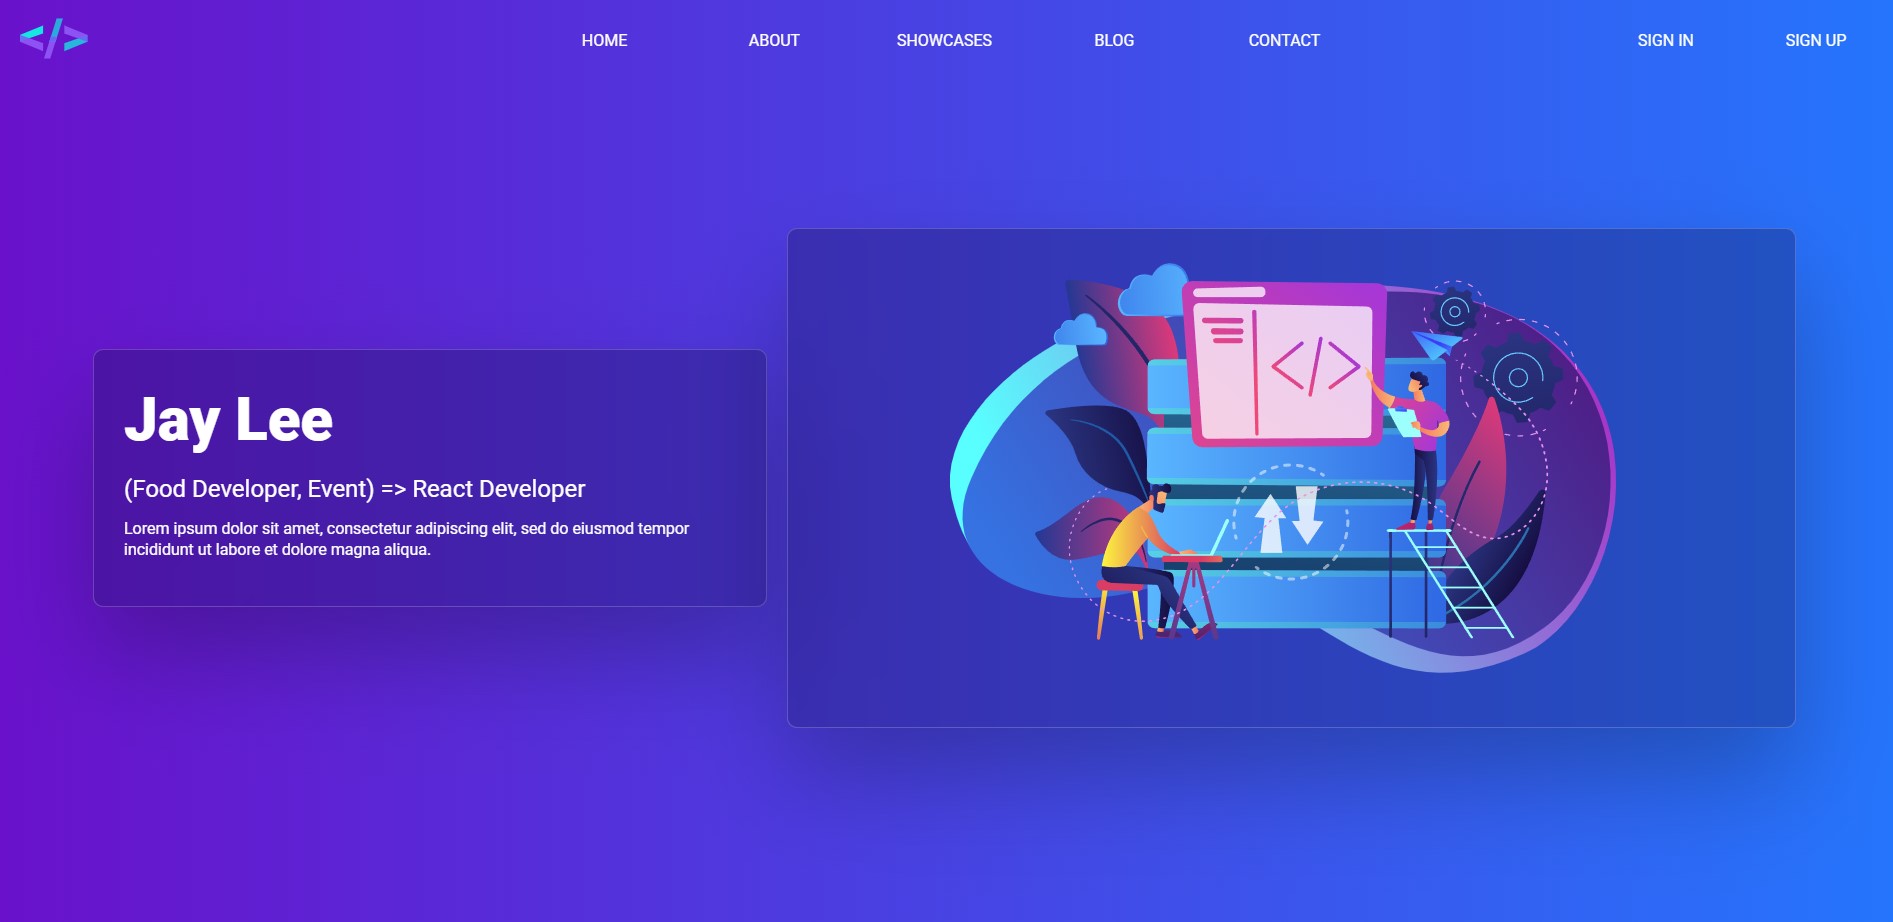 HOME
ABOUT
SHOWCASES
BLOG
CONTACT
SIGN IN
SIGN UP
Jay Lee
(Food Developer, Event) => React Developer
Lorem ipsum dolor sit amet, consectetur adipiscing elit, sed do eiusmod tempor
incididunt ut labore et dolore magna aliqua.